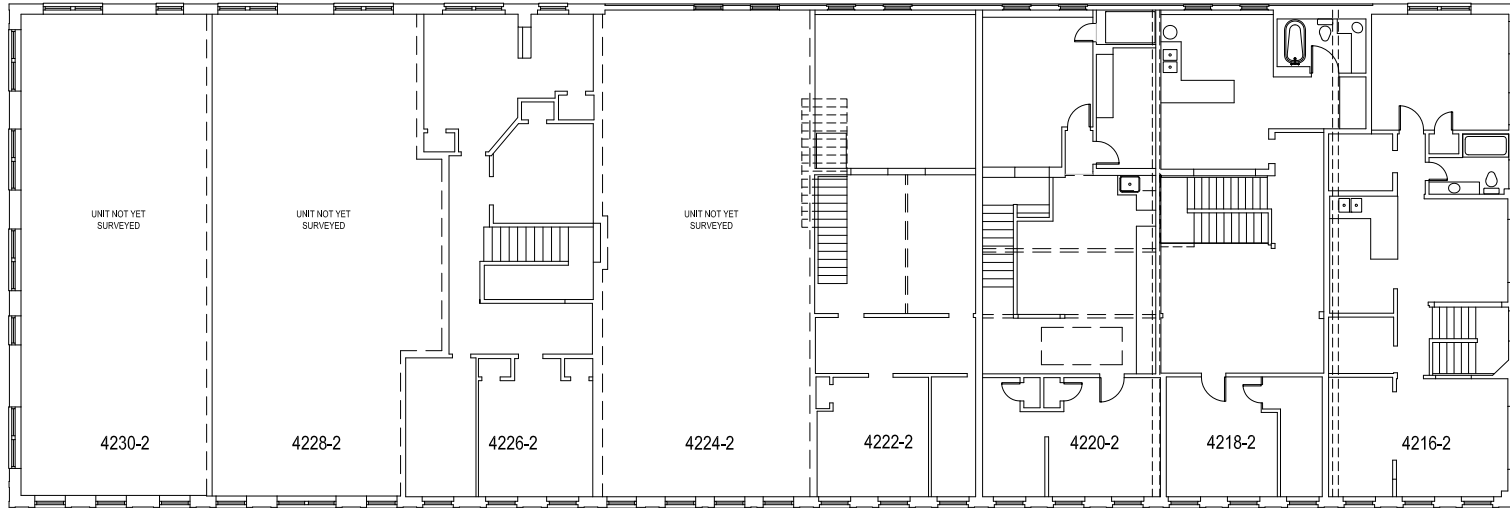 UNIT NOT YET
SURVEYED
UNIT NOT YET
SURVEYED
UNIT NOT YET
SURVEYED
4230-2
4228-2
4226-2
4224-2
4222-2
4220-2
4218-2
4216-2